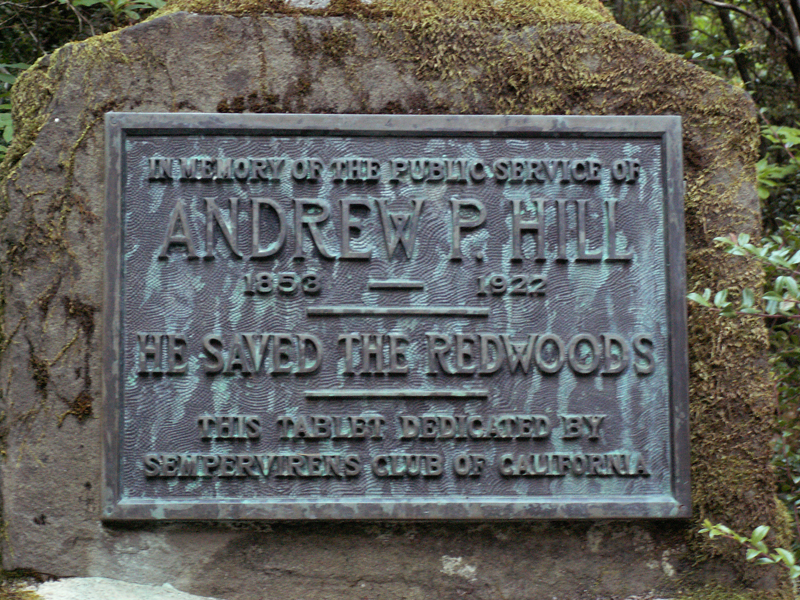 IN MEMORY OF THE PUBLIC SERVICE OF
ANDREW P. HILL
1853 — 1922
HE SAVED THE REDWOODS
THIS TABLET DEDICATED BY
SEMPERVIRENS CLUB OF CALIFORNIA